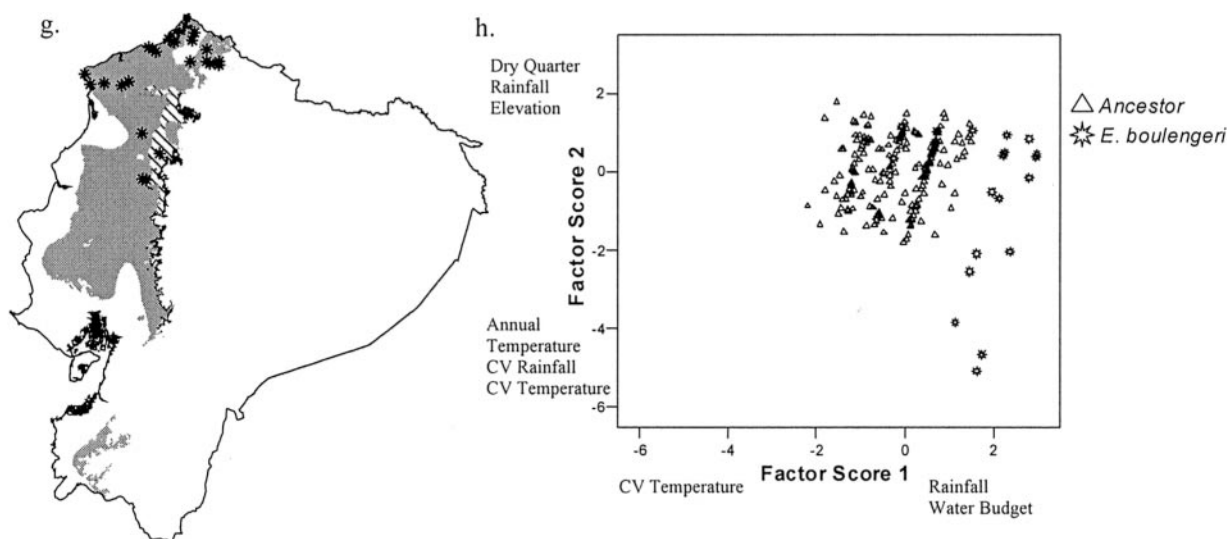 g.
h.
Dry Quarter
Rainfall
Elevation
Annual
Temperature
CV Rainfall
CV Temperature
Factor Score 2
2
0
-2
-4
-6
-6
-4
-2
0
2
Factor Score 1
CV Temperature
Rainfall
Water Budget
Ancestor
E. boulengeri